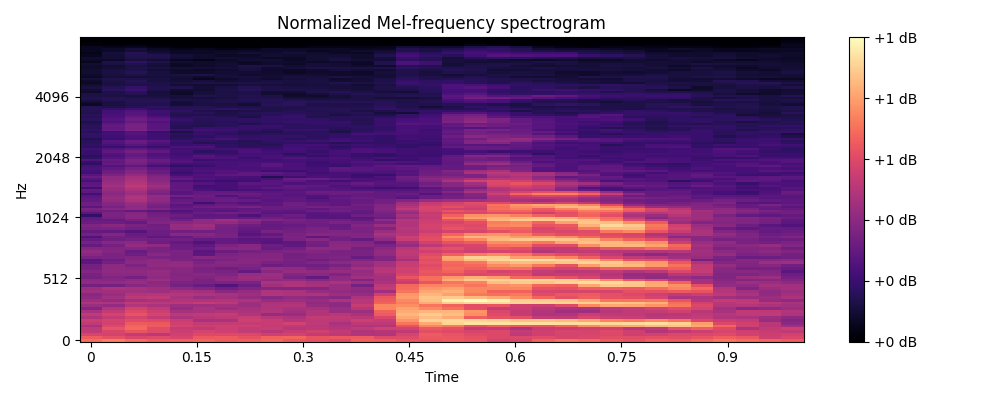 Normalized Mel-frequency spectrogram
Hz
4096
2048
1024
512
0
0 0.15 0.3 0.45 0.6 0.75 0.9
Time
+1 dB
+1 dB
+1 dB
+0 dB
+0 dB
+0 dB